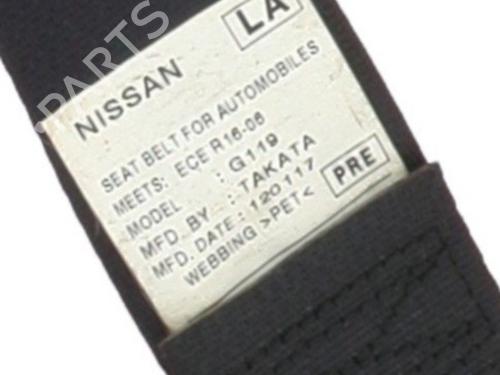 LA
NISSAN
SEAT BELT FOR AUTOMOBILES
MEETS: ECE R16-06
MODEL : G119
MFD BY : TAKATA
MFD. DATE: 120117
WEBBING >PET<
PRE
PARTS